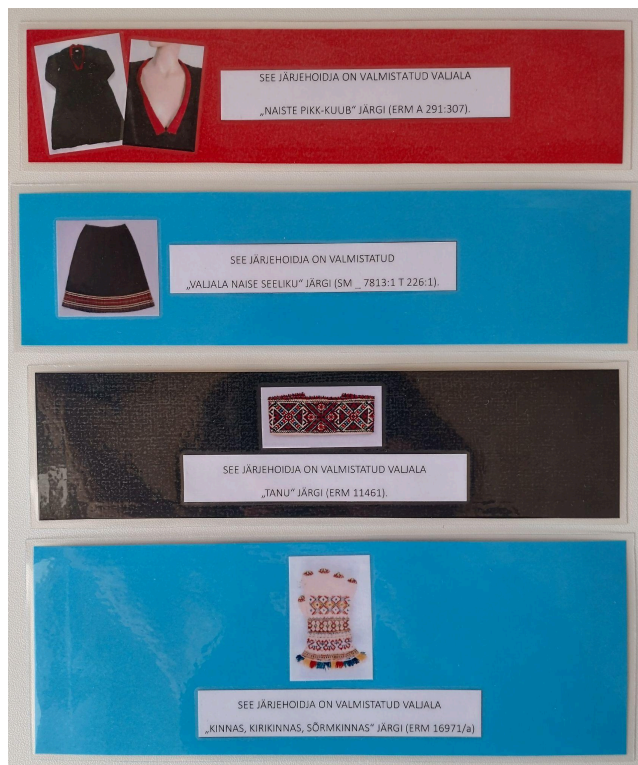 SEE JÄRJEHOIDJA ON VALMISTATUD VALJALA
„NAISTE PIKK-KUUB“ JÄRGI (ERM A 291:307).
SEE JÄRJEHOIDJA ON VALMISTATUD
„VALJALA NAISE SEELIKU“ JÄRGI (SM _ 7813:1 T 226:1).
SEE JÄRJEHOIDJA ON VALMISTATUD VALJALA
„TANU“ JÄRGI (ERM 11461).
SEE JÄRJEHOIDJA ON VALMISTATUD VALJALA
„KINNAS, KIRIKINNAS, SÕRMKINNAS“ JÄRGI (ERM 16971/a)